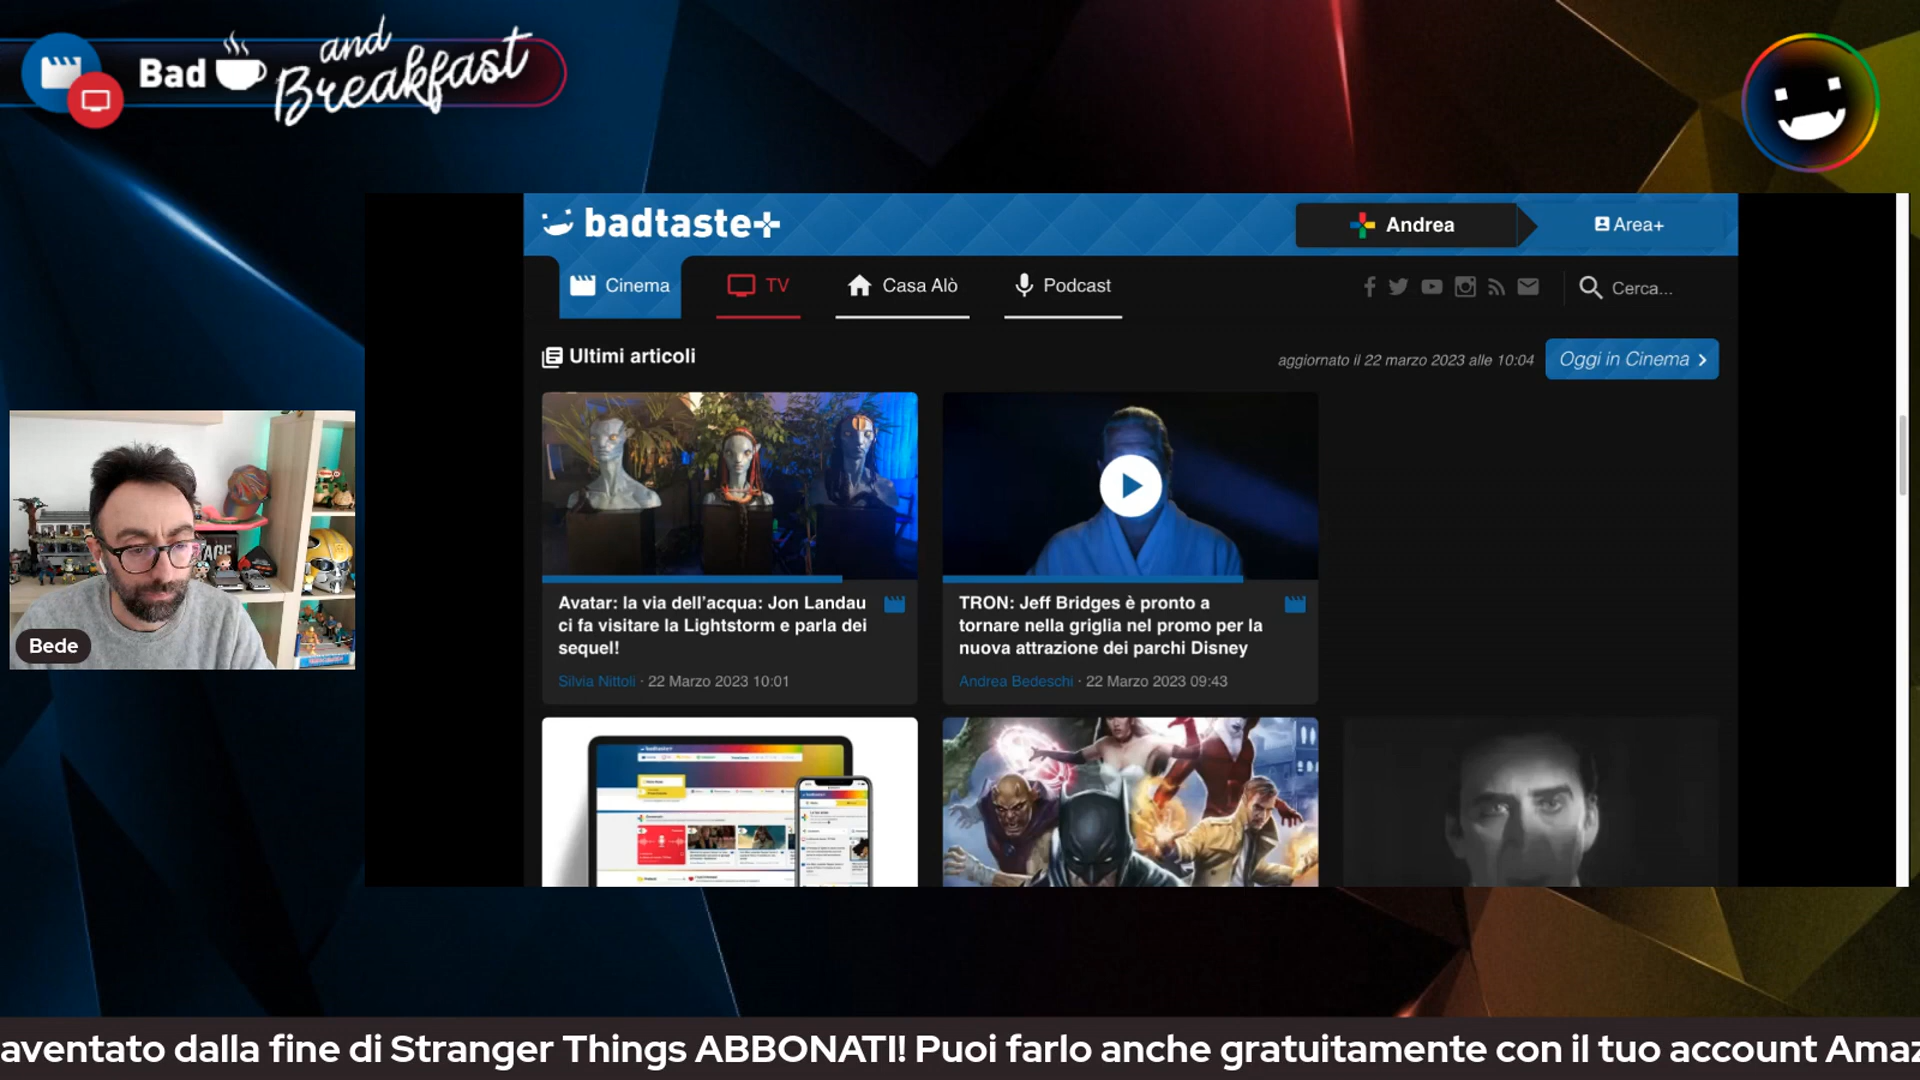 Bad and Breakfast
badtaste+
Andrea
Area+
Cinema
TV
Casa Alò
Podcast
Cerca...
Ultimi articoli
aggiornato il 22 marzo 2023 alle 10:04
Oggi in Cinema
Avatar: la via dell'acqua: Jon Landau
ci fa visitare la Lightstorm e parla dei
sequel!
Silvia Nittoli · 22 Marzo 2023 10:01
TRON: Jeff Bridges è pronto a
tornare nella griglia nel promo per la
nuova attrazione dei parchi Disney
Andrea Bedeschi · 22 Marzo 2023 09:43
Bede
aventato dalla fine di Stranger Things ABBONATI! Puoi farlo anche gratuitamente con il tuo account Amaz